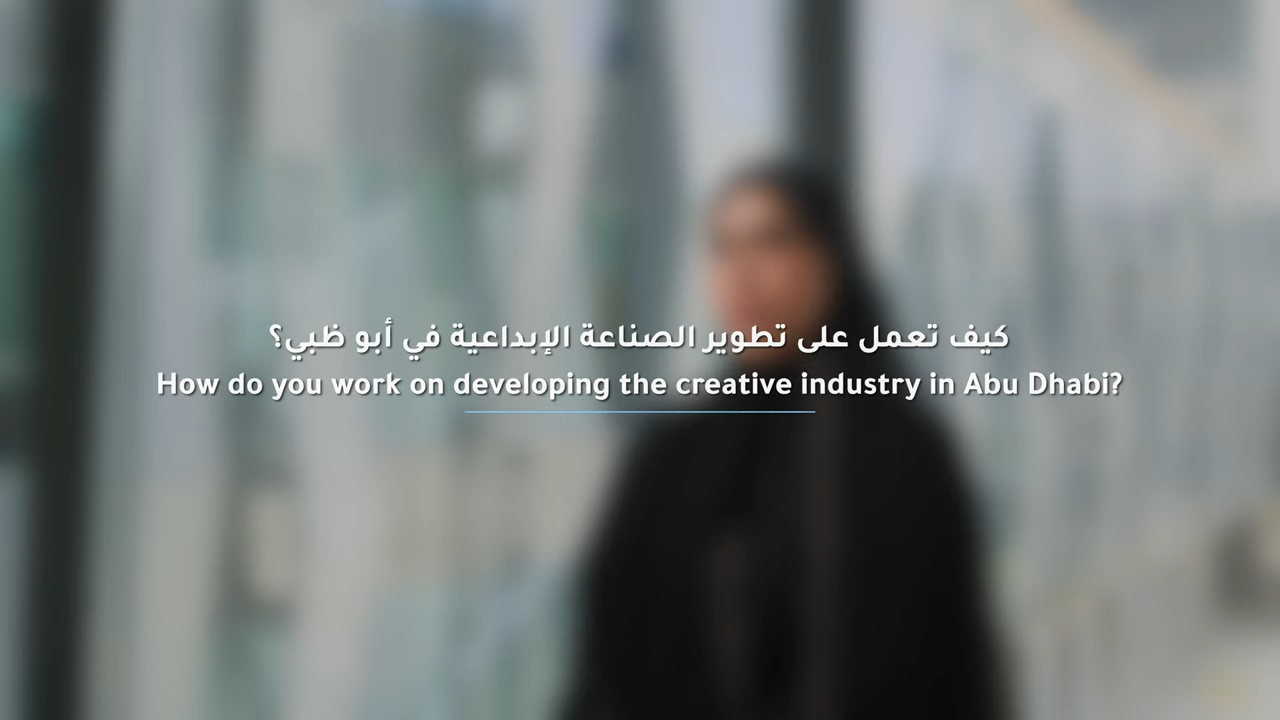 كيف تعمل على تطوير الصناعة الإبداعية في أبو ظبي؟
How do you work on developing the creative industry in Abu Dhabi?